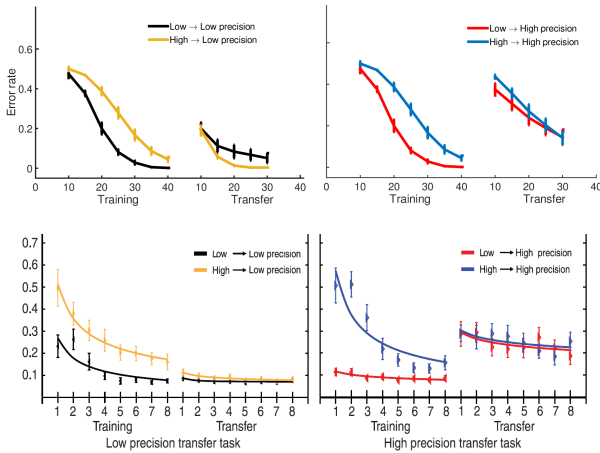 Low → Low precision
High → Low precision
Error rate
0.6
0.4
0.2
0
0 10 20 30 40 10 20 30 40
Training Transfer
Low → High precision
High → High precision
0 10 20 30 40 10 20 30 40
Training Transfer
0.7
0.6
0.5
0.4
0.3
0.2
0.1
Low → Low precision
High → Low precision
1 2 3 4 5 6 7 8 1 2 3 4 5 6 7 8
Training Transfer
Low precision transfer task
Low → High precision
High → High precision
1 2 3 4 5 6 7 8 1 2 3 4 5 6 7 8
Training Transfer
High precision transfer task